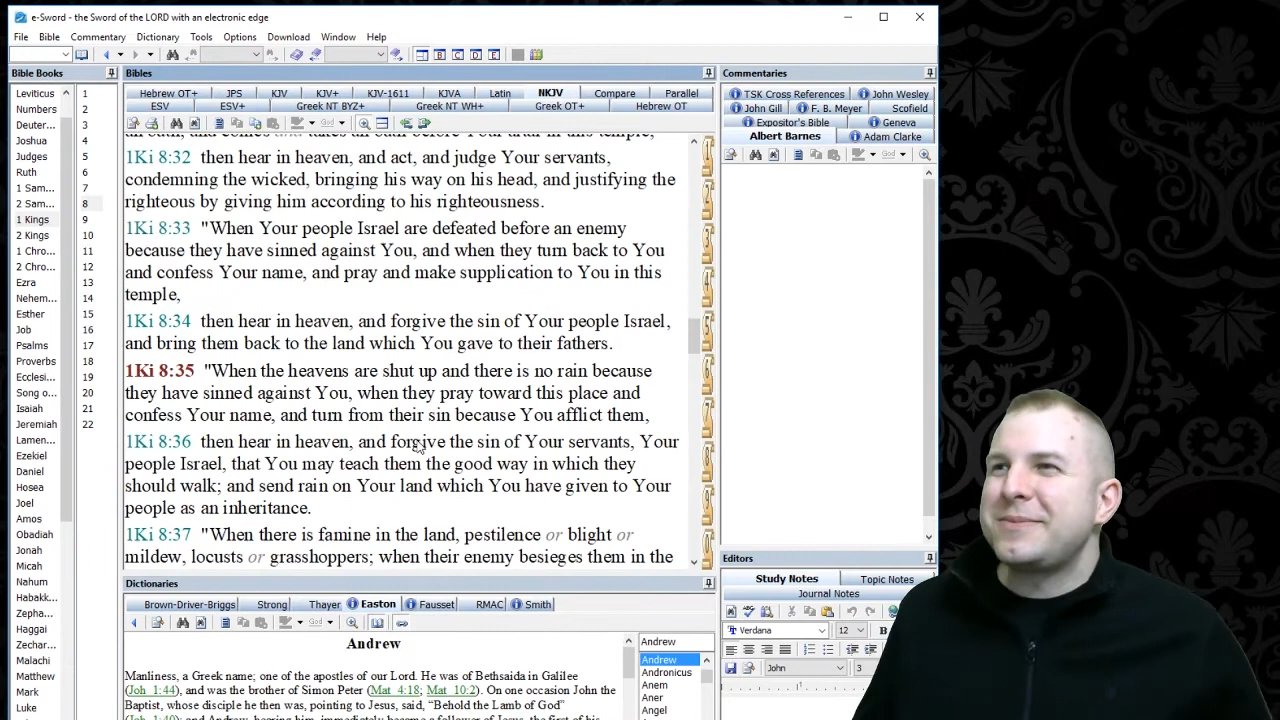 e-Sword - the Sword of the LORD with an electronic edge
File Bible Commentary Dictionary Tools Options Download Window Help
B C D E
Bible Books
Leviticus
Numbers
Deuter...
Joshua
Judges
Ruth
1 Sam...
2 Sam...
1 Kings
2 Kings
1 Chro...
2 Chro...
Ezra
Nehem...
Esther
Job
Psalms
Proverbs
Ecclesi...
Song o...
Isaiah
Jeremiah
Lamen...
Ezekiel
Daniel
Hosea
Joel
Amos
Obadiah
Jonah
Micah
Nahum
Habakk...
Zepha...
Haggai
Zechar...
Malachi
Matthew
Mark
Luke
1
2
3
4
5
6
7
8
9
10
11
12
13
14
15
16
17
18
19
20
21
22
Bibles
Hebrew OT+ JPS KJV KJV+ KJV-1611 KJVA Latin NKJV Compare Parallel
ESV ESV+ Greek NT BYZ+ Greek NT WH+ Greek OT+ Hebrew OT
God
1Ki 8:32 then hear in heaven, and act, and judge Your servants,
condemning the wicked, bringing his way on his head, and justifying the
righteous by giving him according to his righteousness.
1Ki 8:33 "When Your people Israel are defeated before an enemy
because they have sinned against You, and when they turn back to You
and confess Your name, and pray and make supplication to You in this
temple,
1Ki 8:34 then hear in heaven, and forgive the sin of Your people Israel,
and bring them back to the land which You gave to their fathers.
1Ki 8:35 "When the heavens are shut up and there is no rain because
they have sinned against You, when they pray toward this place and
confess Your name, and turn from their sin because You afflict them,
1Ki 8:36 then hear in heaven, and forgive the sin of Your servants, Your
people Israel, that You may teach them the good way in which they
should walk; and send rain on Your land which You have given to Your
people as an inheritance.
1Ki 8:37 "When there is famine in the land, pestilence or blight or
mildew, locusts or grasshoppers; when their enemy besieges them in the
Dictionaries
Brown-Driver-Briggs Strong Thayer Easton Fausset RMAC Smith
God
Andrew
Manliness, a Greek name; one of the apostles of our Lord. He was of Bethsaida in Galilee
(Joh_1:44), and was the brother of Simon Peter (Mat_4:18; Mat_10:2). On one occasion John the
Baptist, whose disciple he then was, pointing to Jesus, said, “Behold the Lamb of God”
Andrew
Andrew
Andronicus
Anem
Aner
Angel
Commentaries
TSK Cross References John Wesley
John Gill F. B. Meyer Scofield
Expositor's Bible Geneva
Albert Barnes Adam Clarke
God
Editors
Study Notes Topic Notes
Journal Notes
Verdana 12 B
John 3